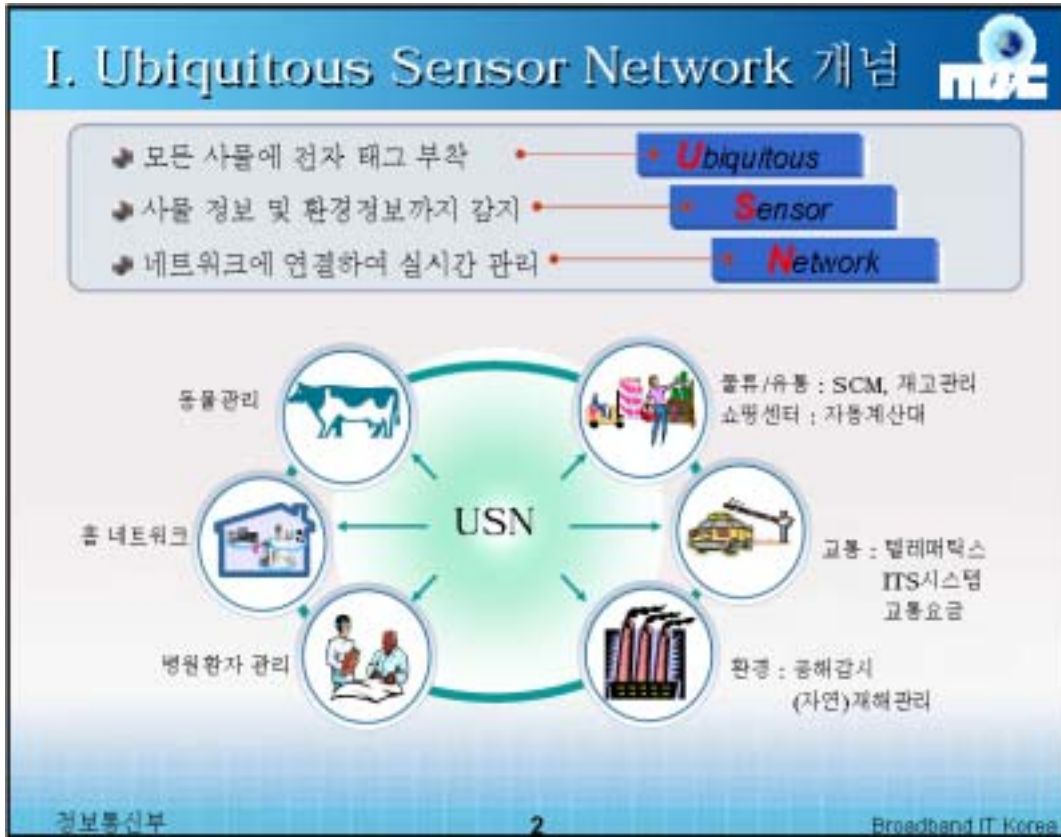 I. Ubiquitous Sensor Network 개념
MIC
모든 사물에 전자 태그 부착
Ubiquitous
사물 정보 및 환경정보까지 감지
Sensor
네트워크에 연결하여 실시간 관리
Network
동물관리
물류/유통 : SCM, 재고관리
쇼핑센터 : 자동계산대
홈 네트워크
USN
교통 : 텔레매틱스
ITS시스템
교통요금
병원환자 관리
환경 : 공해감시
(자연)재해관리
정보통신부
2
Broadband IT Korea